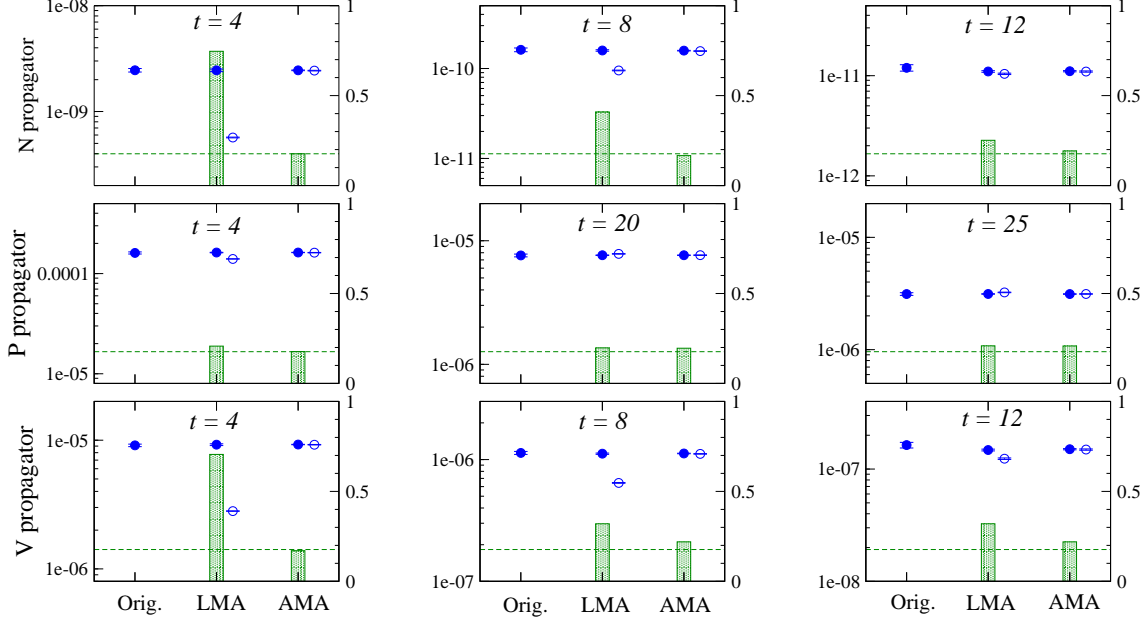 N propagator
1e-08
1e-09
t = 4
1
0.5
0
1e-10
1e-11
t = 8
1
0.5
0
1e-11
1e-12
t = 12
1
0.5
0
P propagator
0.0001
1e-05
t = 4
1
0.5
0
1e-05
1e-06
t = 20
1
0.5
0
1e-05
1e-06
t = 25
1
0.5
0
V propagator
1e-05
1e-06
t = 4
1
0.5
0
1e-06
1e-07
t = 8
1
0.5
0
1e-07
1e-08
t = 12
1
0.5
0
Orig. LMA AMA
Orig. LMA AMA
Orig. LMA AMA